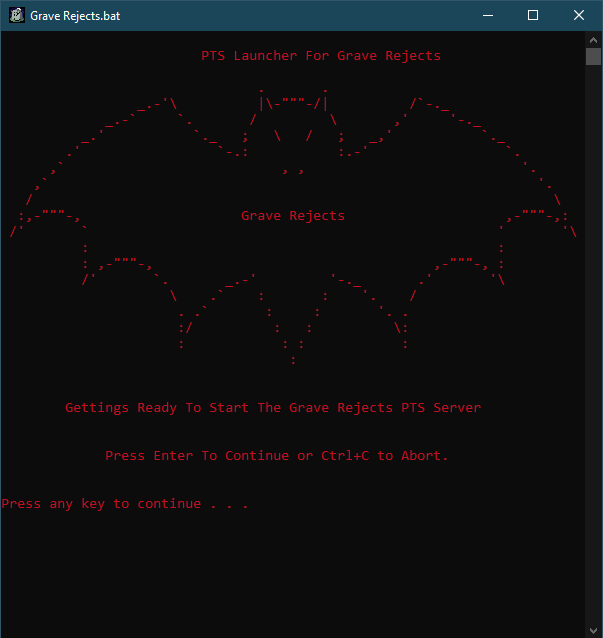 Grave Rejects.bat
PTS Launcher For Grave Rejects
Grave Rejects
Gettings Ready To Start The Grave Rejects PTS Server
Press Enter To Continue or Ctrl+C to Abort.
Press any key to continue . . .